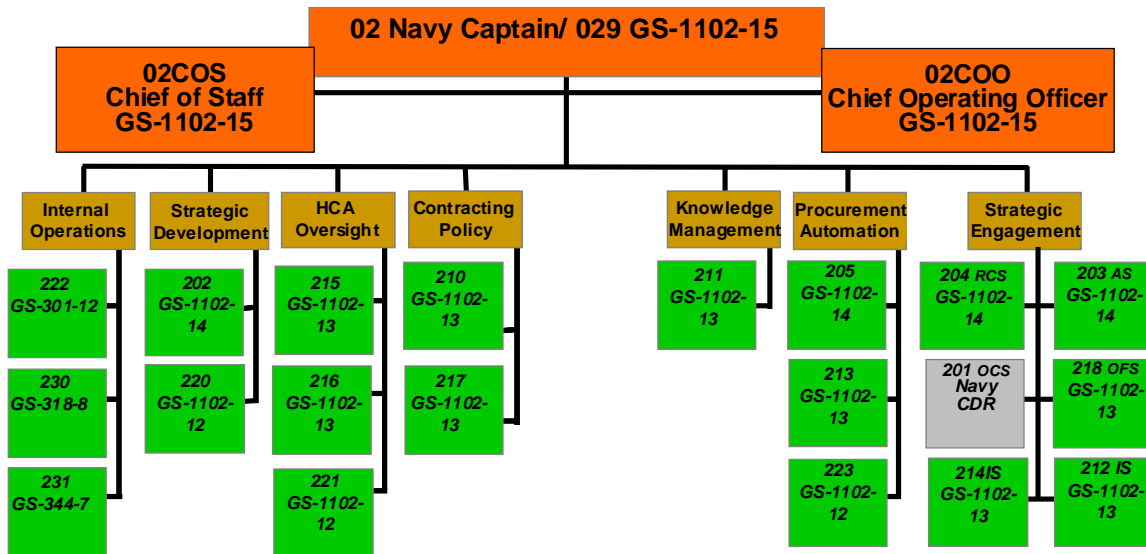 02 Navy Captain/ 029 GS-1102-15
02COS
Chief of Staff
GS-1102-15
02COO
Chief Operating Officer
GS-1102-15
Internal
Operations
Strategic
Development
HCA
Oversight
Contracting
Policy
Knowledge
Management
Procurement
Automation
Strategic
Engagement
222
GS-301-12
230
GS-318-8
231
GS-344-7
202
GS-1102-
14
220
GS-1102-
12
215
GS-1102-
13
216
GS-1102-
13
221
GS-1102-
12
210
GS-1102-
13
217
GS-1102-
13
211
GS-1102-
13
205
GS-1102-
14
213
GS-1102-
13
223
GS-1102-
12
204 RCS
GS-1102-
14
203 AS
GS-1102-
14
201 OCS
Navy
CDR
218 OFS
GS-1102-
13
214IS
GS-1102-
13
212 IS
GS-1102-
13